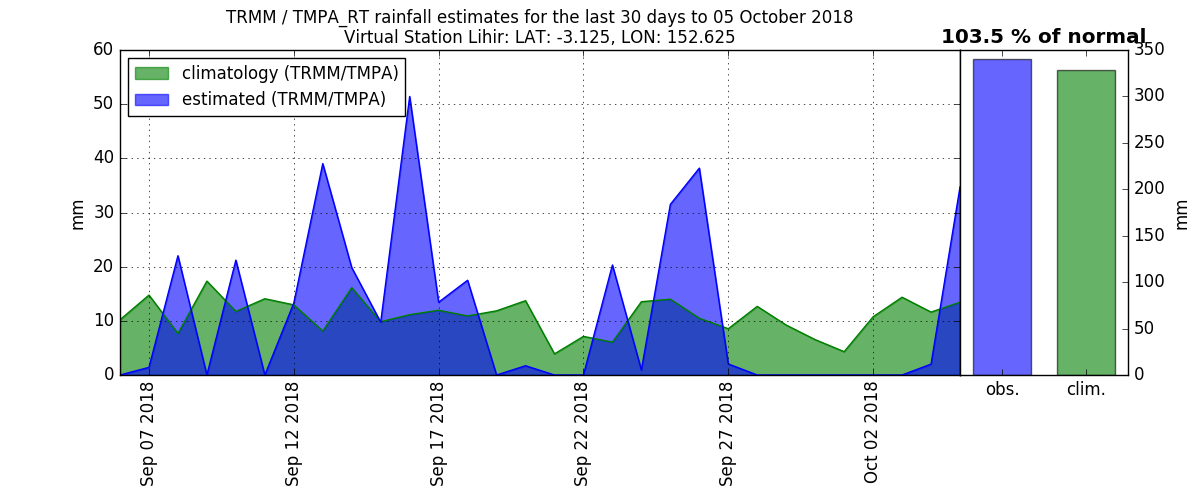 TRMM / TMPA_RT rainfall estimates for the last 30 days to 05 October 2018
Virtual Station Lihir: LAT: -3.125, LON: 152.625
103.5 % of normal
climatology (TRMM/TMPA)
estimated (TRMM/TMPA)
60
50
40
30
20
10
0
mm
Sep 07 2018
Sep 12 2018
Sep 17 2018
Sep 22 2018
Sep 27 2018
Oct 02 2018
350
300
250
200
150
100
50
0
mm
obs.
clim.